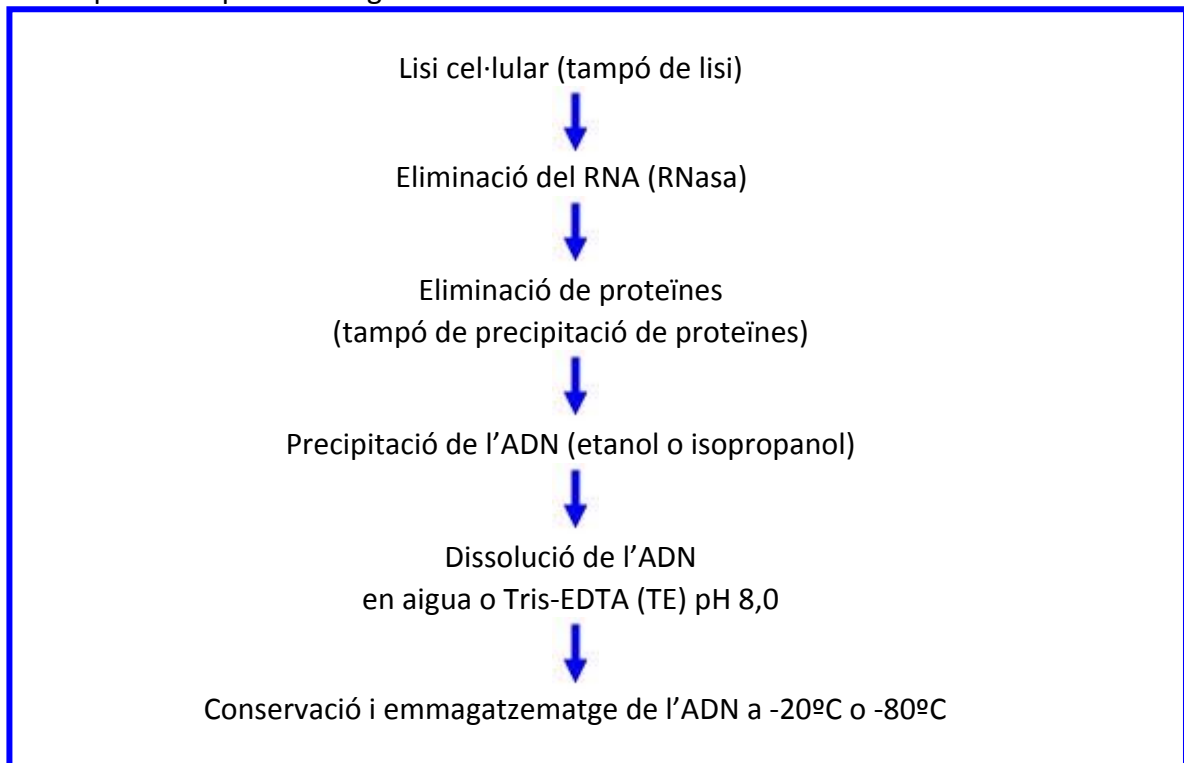 Lisi cel·lular (tampó de lisi)
Eliminació del RNA (RNasa)
Eliminació de proteïnes
(tampó de precipitació de proteïnes)
Precipitació de l’ADN (etanol o isopropanol)
Dissolució de l’ADN
en aigua o Tris-EDTA (TE) pH 8,0
Conservació i emmagatzematge de l’ADN a -20ºC o -80ºC